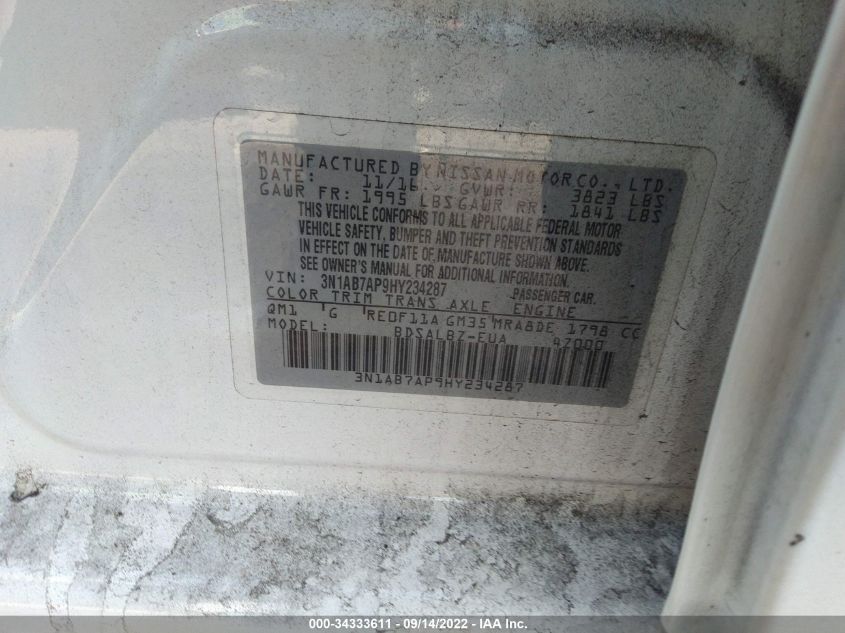 MANUFACTURED BY NISSAN MOTOR CO., LTD.
DATE: 11/16 GVWR: 3823 LBS
GAWR FR: 1995 LBS GAWR RR: 1841 LBS
THIS VEHICLE CONFORMS TO ALL APPLICABLE FEDERAL MOTOR
VEHICLE SAFETY, BUMPER AND THEFT PREVENTION STANDARDS
IN EFFECT ON THE DATE OF MANUFACTURE SHOWN ABOVE.
SEE OWNER'S MANUAL FOR ADDITIONAL INFORMATION.
VIN: 3N1AB7AP9HY234287 PASSENGER CAR.
COLOR TRIM TRANS AXLE ENGINE
QM1 G RE0F11A GM35 MRA8DE 1798 CC
MODEL: BDSALBZ-EUA 47000
3N1AB7AP9HY234287
000-34333611 - 09/14/2022 - IAA Inc.